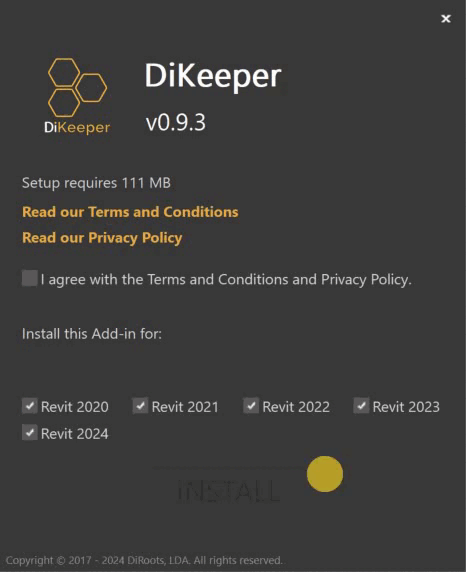 DiKeeper
v0.9.3
DiKeeper
Setup requires 111 MB
Read our Terms and Conditions
Read our Privacy Policy
I agree with the Terms and Conditions and Privacy Policy.
Install this Add-in for:
Revit 2020 Revit 2021 Revit 2022 Revit 2023
Revit 2024
INSTALL
Copyright © 2017 - 2024 DiRoots, LDA. All rights reserved.